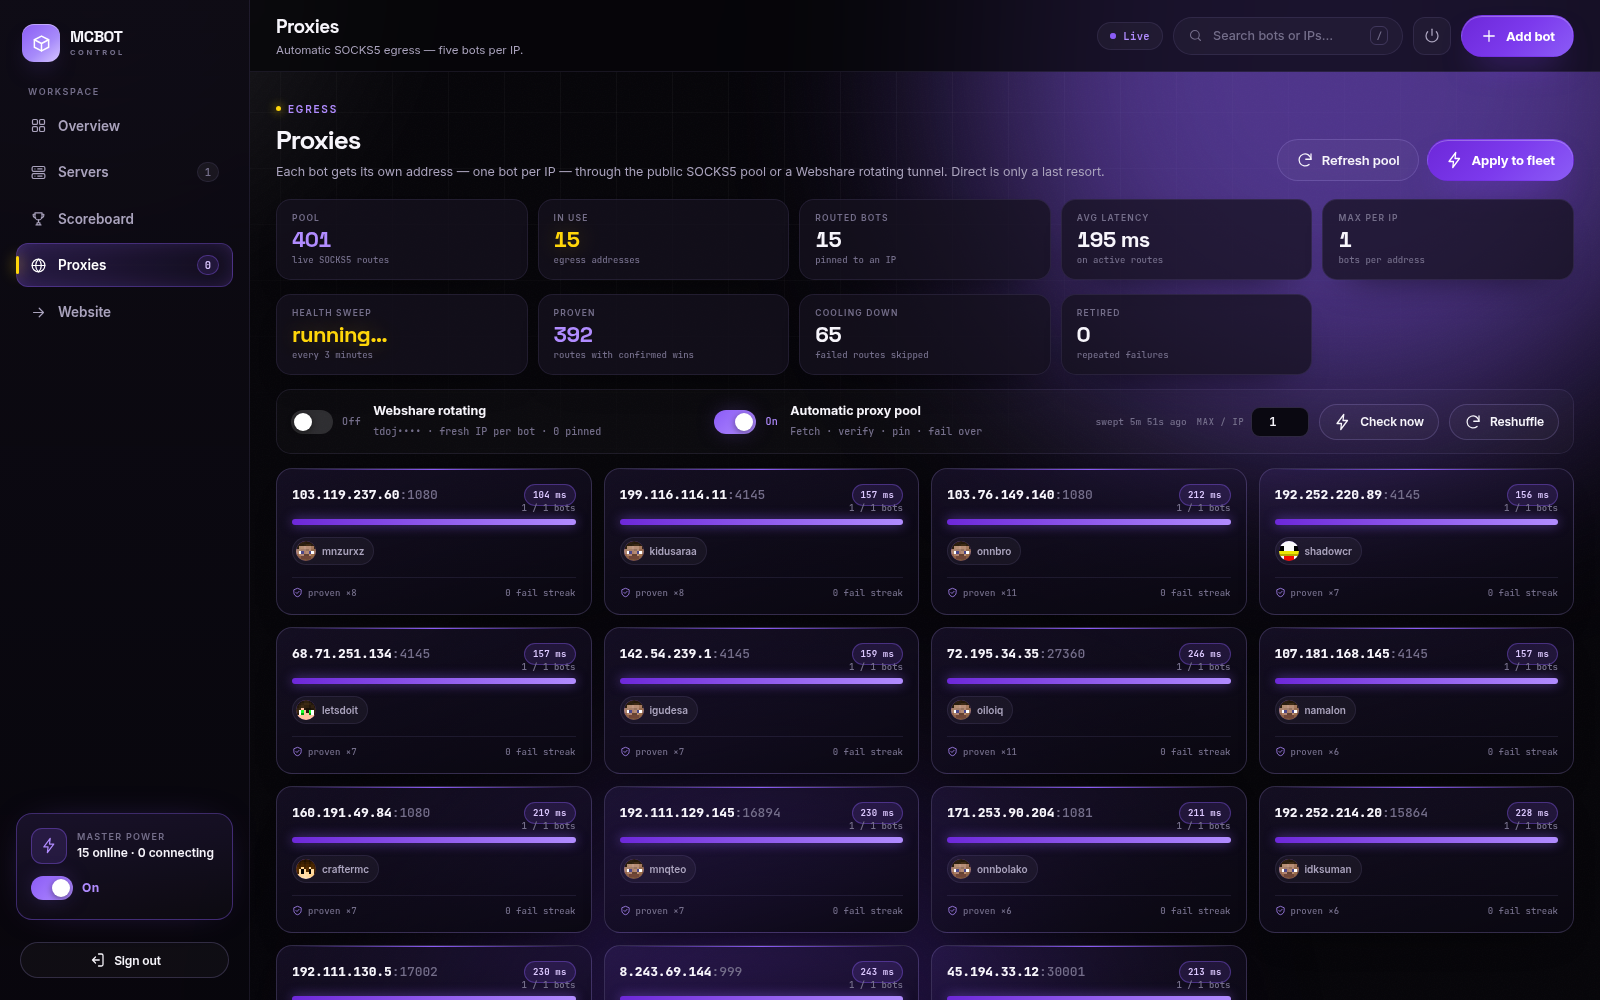 MCBOT
CONTROL
WORKSPACE
Overview
Servers 1
Scoreboard
Proxies 0
Website
MASTER POWER
15 online · 0 connecting
On
Sign out
Proxies
Automatic SOCKS5 egress — five bots per IP.
Live
Search bots or IPs...
/
Add bot
EGRESS
Proxies
Each bot gets its own address — one bot per IP — through the public SOCKS5 pool or a Webshare rotating tunnel. Direct is only a last resort.
Refresh pool
Apply to fleet
POOL
401
live SOCKS5 routes
IN USE
15
egress addresses
ROUTED BOTS
15
pinned to an IP
AVG LATENCY
195 ms
on active routes
MAX PER IP
1
bots per address
HEALTH SWEEP
running...
every 3 minutes
PROVEN
392
routes with confirmed wins
COOLING DOWN
65
failed routes skipped
RETIRED
0
repeated failures
Off
Webshare rotating
tdoj•••• · fresh IP per bot · 0 pinned
On
Automatic proxy pool
Fetch · verify · pin · fail over
swept 5m 51s ago MAX / IP 1
Check now
Reshuffle
103.119.237.60:1080 104 ms
1 / 1 bots
mnzurxz
proven ×8 0 fail streak
199.116.114.11:4145 157 ms
1 / 1 bots
kidusaraa
proven ×8 0 fail streak
103.76.149.140:1080 212 ms
1 / 1 bots
onnbro
proven ×11 0 fail streak
192.252.220.89:4145 156 ms
1 / 1 bots
shadowcr
proven ×7 0 fail streak
68.71.251.134:4145 157 ms
1 / 1 bots
letsdoit
proven ×7 0 fail streak
142.54.239.1:4145 159 ms
1 / 1 bots
igudesa
proven ×7 0 fail streak
72.195.34.35:27360 246 ms
1 / 1 bots
oiloiq
proven ×11 0 fail streak
107.181.168.145:4145 157 ms
1 / 1 bots
namalon
proven ×6 0 fail streak
160.191.49.84:1080 219 ms
1 / 1 bots
craftermc
proven ×7 0 fail streak
192.111.129.145:16894 230 ms
1 / 1 bots
mnqteo
proven ×7 0 fail streak
171.253.90.204:1081 211 ms
1 / 1 bots
onnbolako
proven ×6 0 fail streak
192.252.214.20:15864 228 ms
1 / 1 bots
idksuman
proven ×6 0 fail streak
192.111.130.5:17002 230 ms
1 / 1 bots
8.243.69.144:999 243 ms
1 / 1 bots
45.194.33.12:30001 213 ms
1 / 1 bots